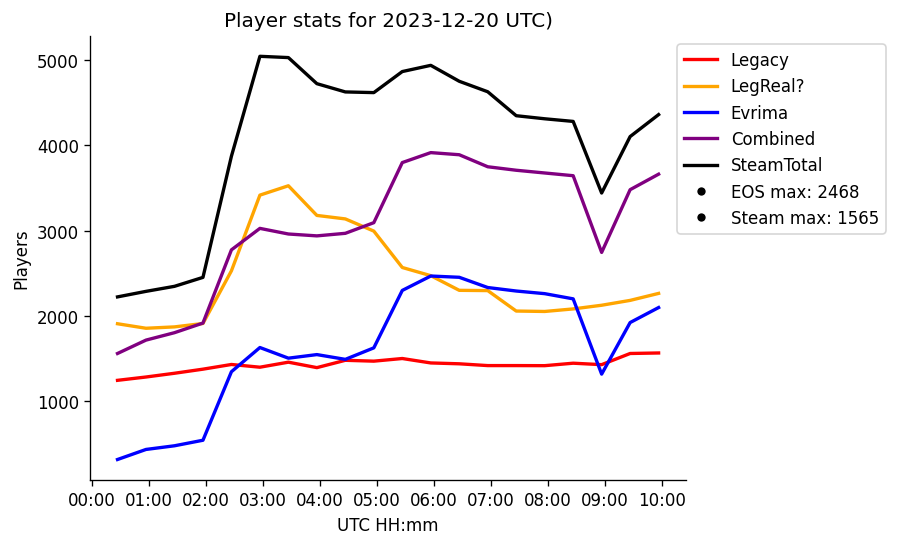 Player stats for 2023-12-20 UTC)
Players
5000
4000
3000
2000
1000
00:00 01:00 02:00 03:00 04:00 05:00 06:00 07:00 08:00 09:00 10:00
UTC HH:mm
Legacy
LegReal?
Evrima
Combined
SteamTotal
EOS max: 2468
Steam max: 1565